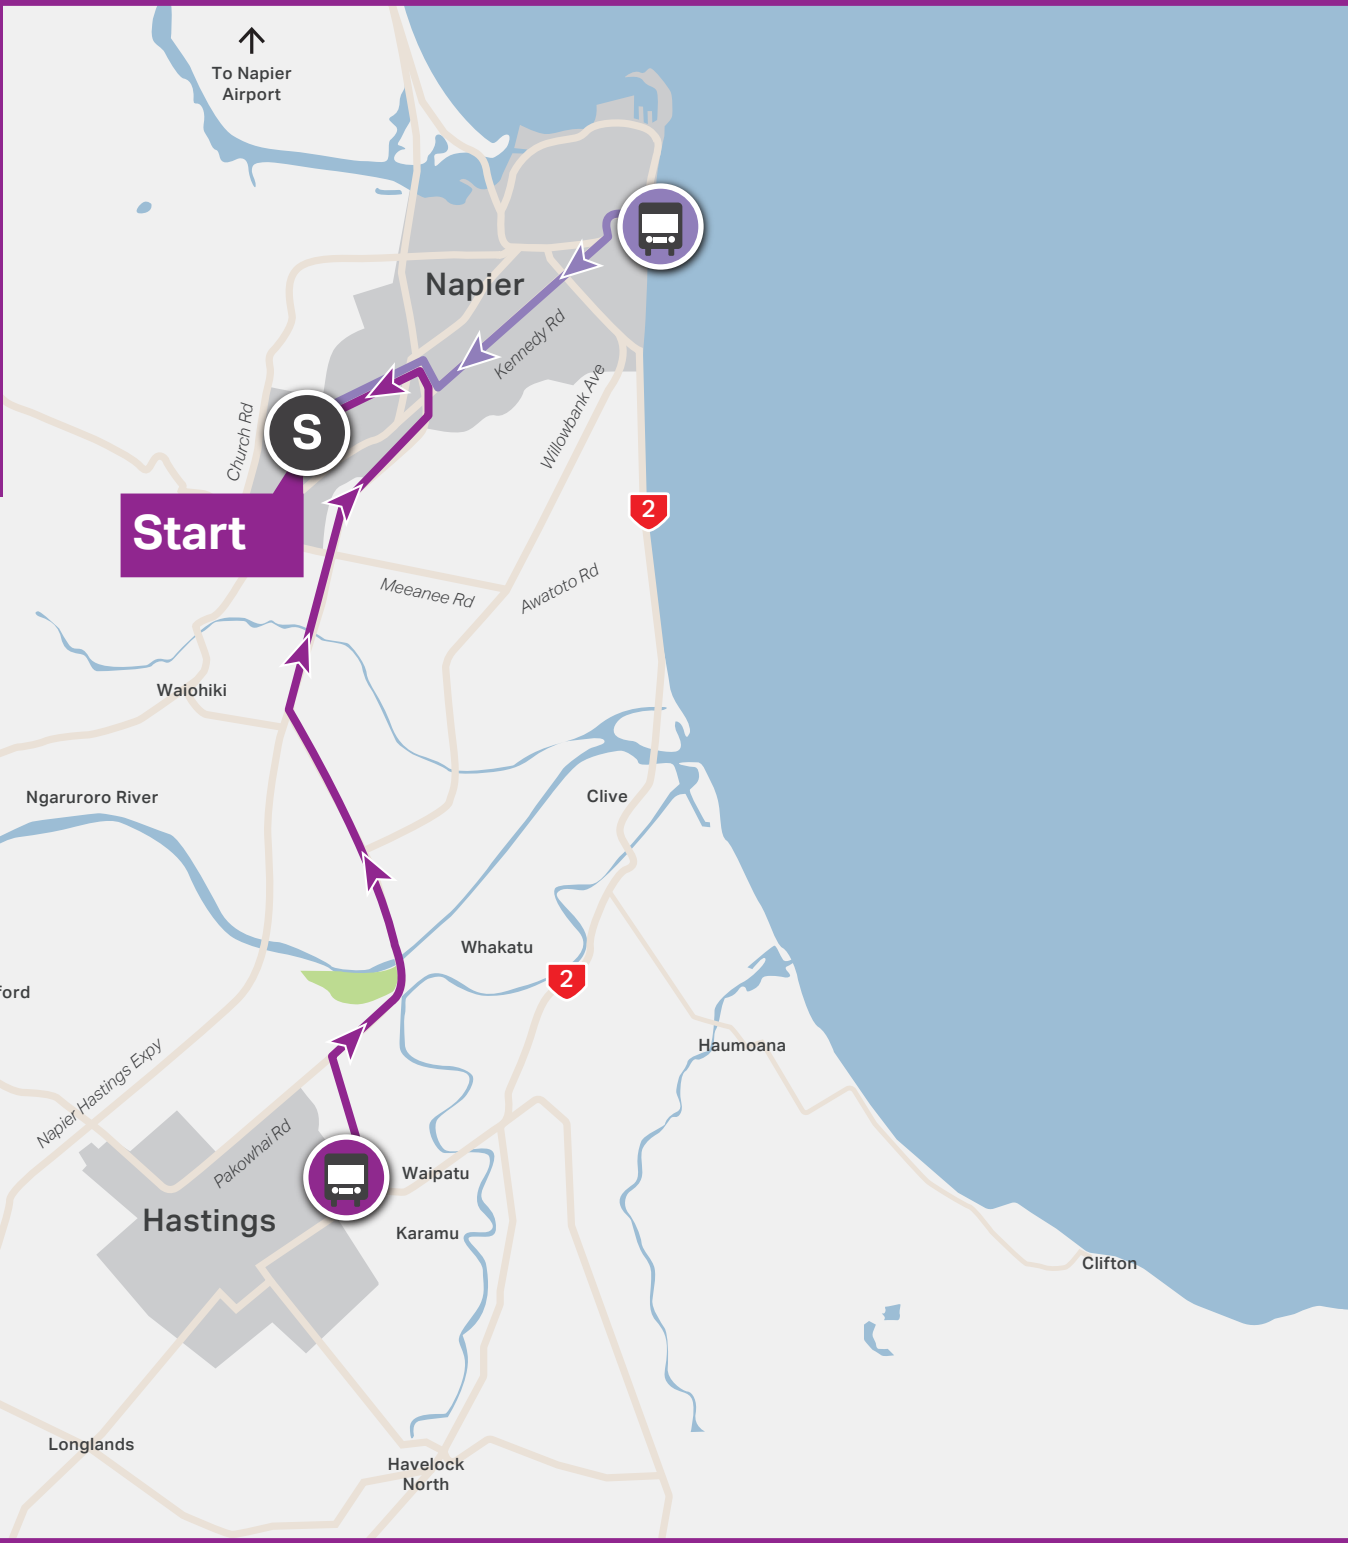 To Napier
Airport
Napier
Kennedy Rd
Church Rd
S
Willowbank Ave
Start
2
Meeanee Rd
Awatoto Rd
Waiohiki
Ngaruroro River
Clive
Whakatu
2
ford
Haumoana
Napier Hastings Expy
Pakowhai Rd
Waipatu
Hastings
Karamu
Clifton
Longlands
Havelock
North